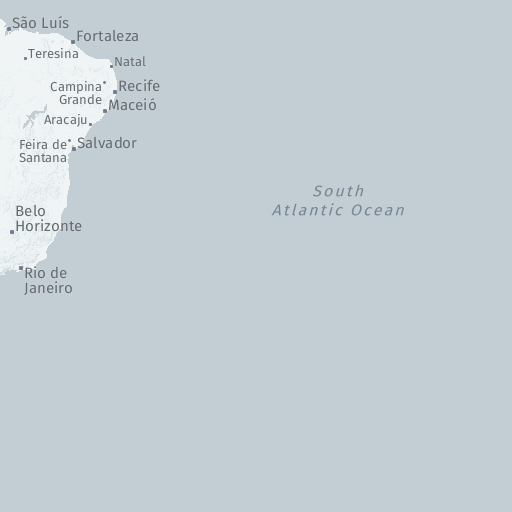 São Luís
Fortaleza
Teresina
Natal
Campina
Grande
Recife
Maceió
Aracaju
Feira de
Santana
Salvador
South
Atlantic Ocean
Belo
Horizonte
Rio de
Janeiro